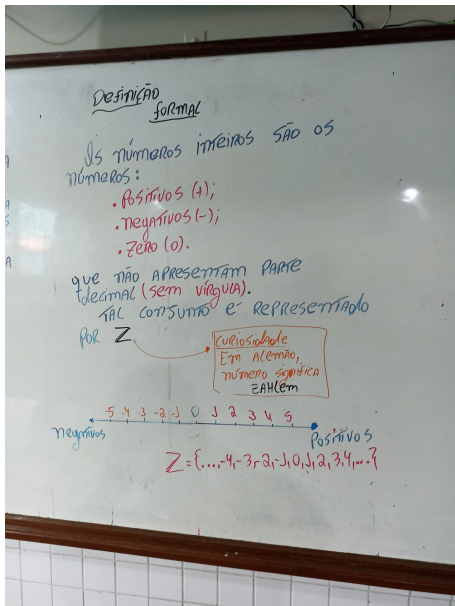 Definição
formal
Os números inteiros são os
números:
. Positivos (+);
. negativos (-);
. Zero (0).
que não apresentam parte
decimal (sem vírgula).
Tal conjunto é representado
por Z
Curiosidade
Em Alemão,
número significa
ZAHLem
-5 -4 3 -2 -1 0 1 2 3 4 5
negativos
Positivos
Z = {..., -4, -3, -2, -1, 0, 1, 2, 3, 4, ...}